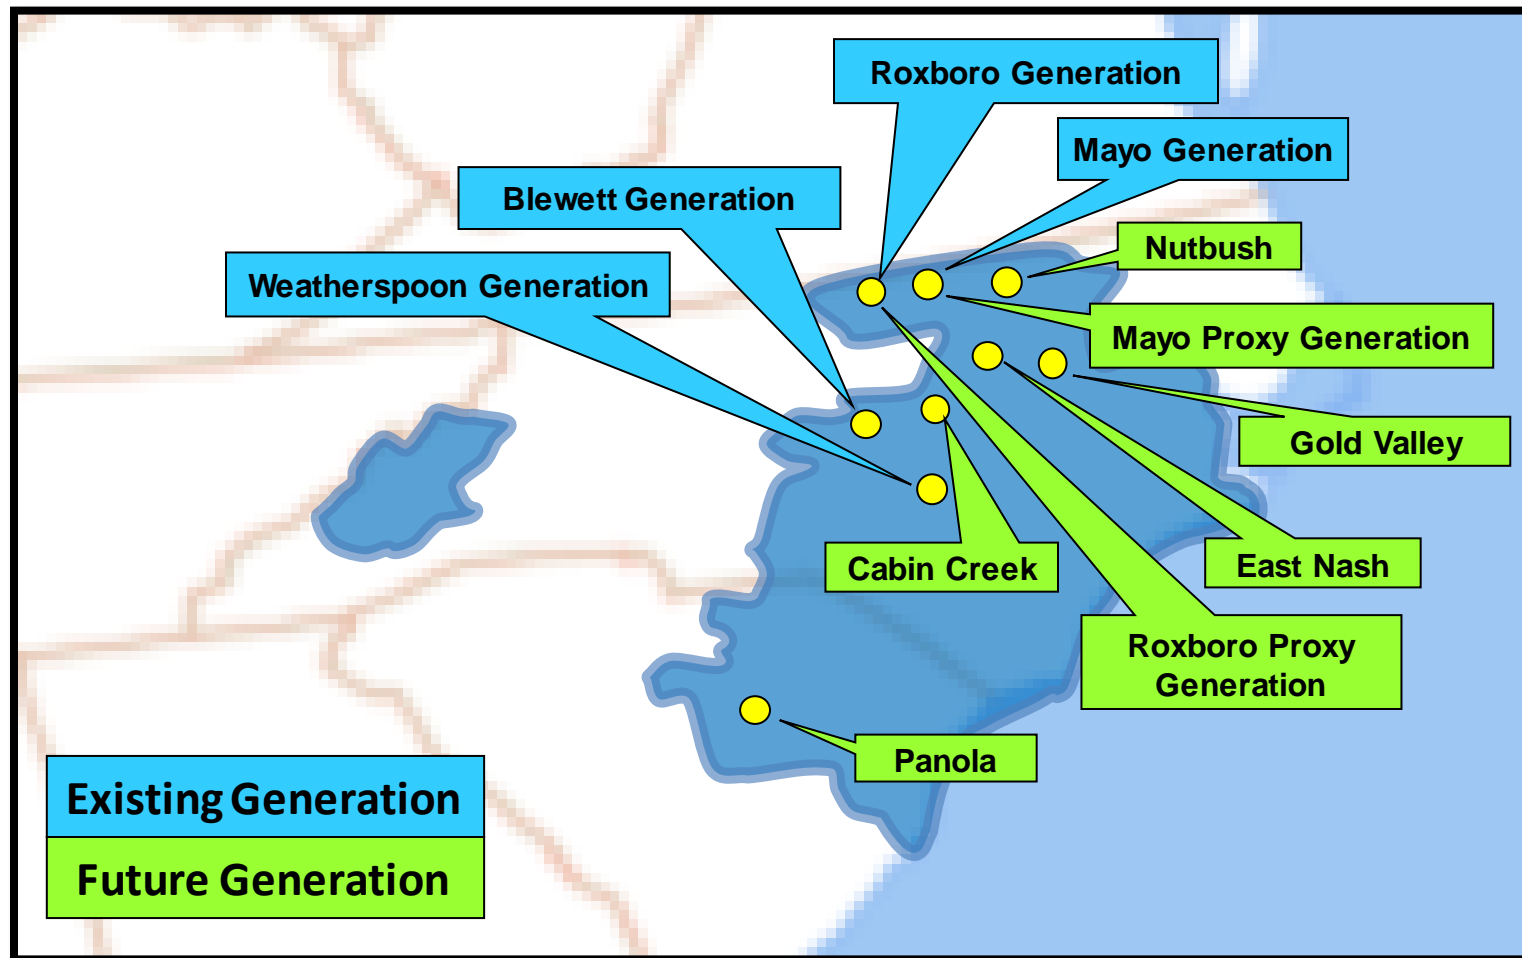 Roxboro Generation
Mayo Generation
Blewett Generation
Nutbush
Weatherspoon Generation
Mayo Proxy Generation
Gold Valley
Cabin Creek
East Nash
Roxboro Proxy
Generation
Panola
Existing Generation
Future Generation